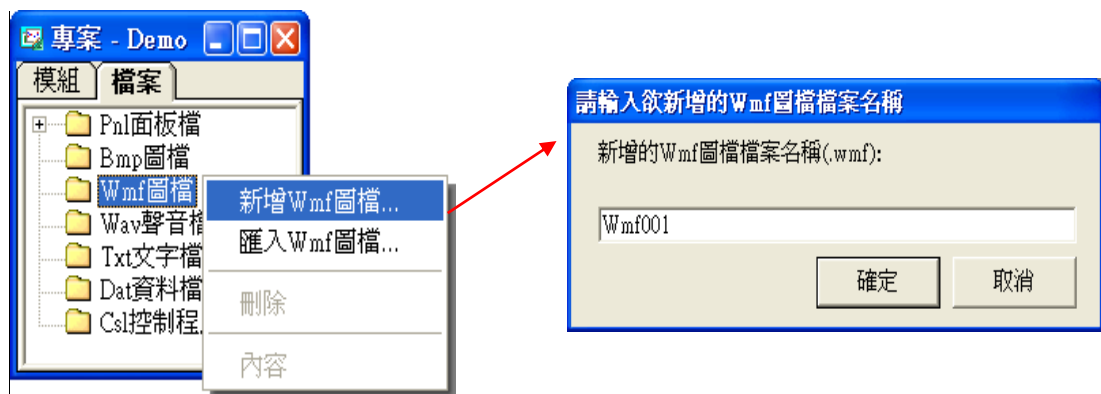 專案 - Demo
模組 檔案
Pnl面板檔
Bmp圖檔
Wmf圖檔
Wav聲音檔
Txt文字檔
Dat資料檔
Csl控制程
新增Wmf圖檔...
匯入Wmf圖檔...
刪除
內容
請輸入欲新增的Wmf圖檔檔案名稱
新增的Wmf圖檔檔案名稱(.wmf):
Wmf001
確定 取消